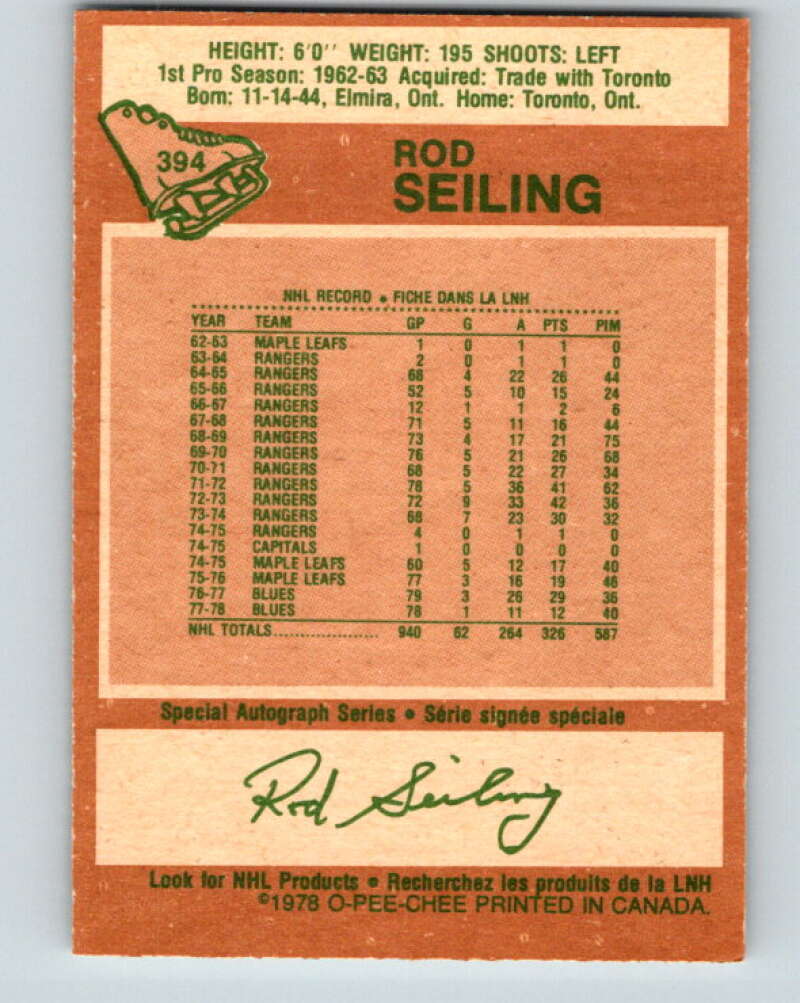 HEIGHT: 6'0'' WEIGHT: 195 SHOOTS: LEFT
1st Pro Season: 1962-63 Acquired: Trade with Toronto
Born: 11-14-44, Elmira, Ont. Home: Toronto, Ont.
394
ROD
SEILING
NHL RECORD • FICHE DANS LA LNH
YEAR TEAM GP G A PTS PIM
62-63 MAPLE LEAFS 1 0 1 1 0
63-64 RANGERS 2 0 1 1 0
64-65 RANGERS 68 4 22 26 44
65-66 RANGERS 52 5 10 15 24
66-67 RANGERS 12 1 1 2 6
67-68 RANGERS 71 5 11 16 44
68-69 RANGERS 73 4 17 21 75
69-70 RANGERS 76 5 21 26 68
70-71 RANGERS 68 5 22 27 34
71-72 RANGERS 78 5 36 41 62
72-73 RANGERS 72 9 33 42 36
73-74 RANGERS 68 7 23 30 32
74-75 RANGERS 4 0 1 1 0
74-75 CAPITALS 1 0 0 0 0
74-75 MAPLE LEAFS 60 5 12 17 40
75-76 MAPLE LEAFS 77 3 16 19 46
76-77 BLUES 79 3 26 29 36
77-78 BLUES 78 1 11 12 40
NHL TOTALS.................... 940 62 264 326 587
Special Autograph Series • Série signée spéciale
Rod Seiling
Look for NHL Products • Recherchez les produits de la LNH
©1978 O-PEE-CHEE PRINTED IN CANADA.